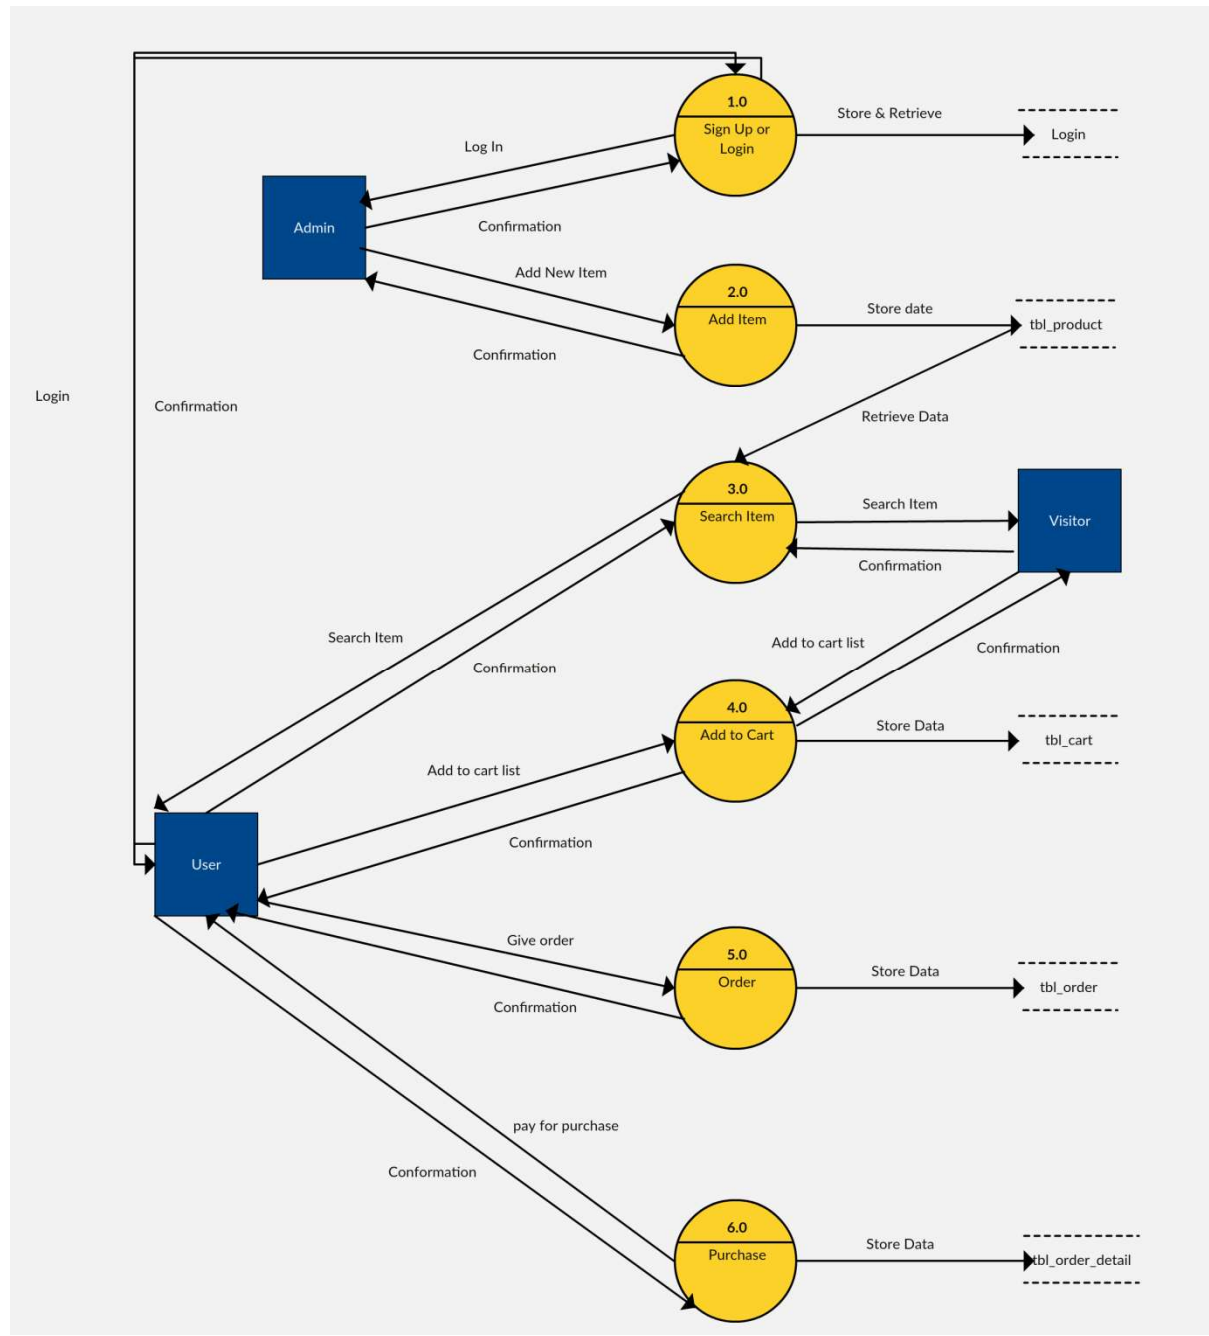 1.0
Sign Up or
Login
Store & Retrieve
Login
Log In
Admin
Confirmation
Add New Item
2.0
Add Item
Store date
tbl_product
Confirmation
Login
Confirmation
Retrieve Data
3.0
Search Item
Search Item
Visitor
Confirmation
Search Item
Confirmation
Add to cart list
Confirmation
4.0
Add to Cart
Store Data
tbl_cart
Add to cart list
Confirmation
User
Give order
5.0
Order
Store Data
tbl_order
Confirmation
pay for purchase
Conformation
6.0
Purchase
Store Data
tbl_order_detail